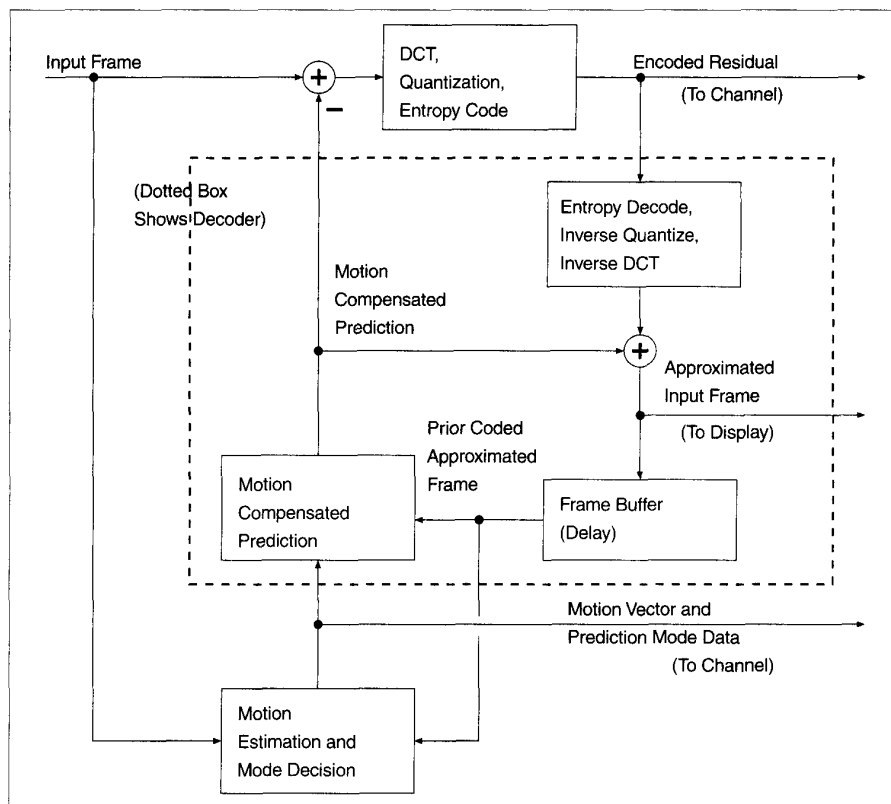 Input Frame
DCT,
Quantization,
Entropy Code
Encoded Residual
(To Channel)
+
−
(Dotted Box
Shows Decoder)
Entropy Decode,
Inverse Quantize,
Inverse DCT
Motion
Compensated
Prediction
+
Approximated
Input Frame
(To Display)
Prior Coded
Approximated
Frame
Motion
Compensated
Prediction
Frame Buffer
(Delay)
Motion Vector and
Prediction Mode Data
(To Channel)
Motion
Estimation and
Mode Decision